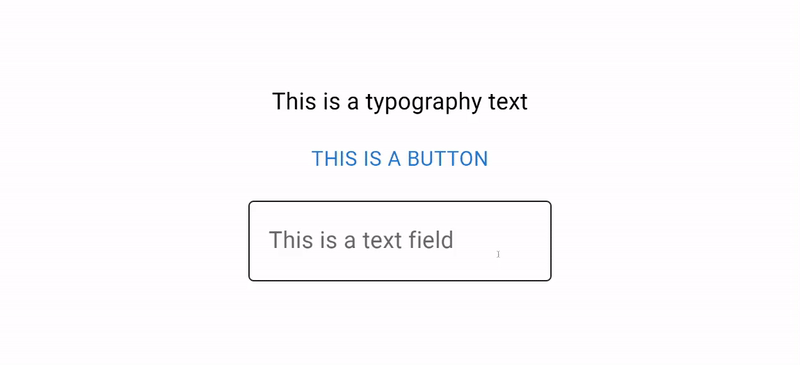 This is a typography text
THIS IS A BUTTON
This is a text field